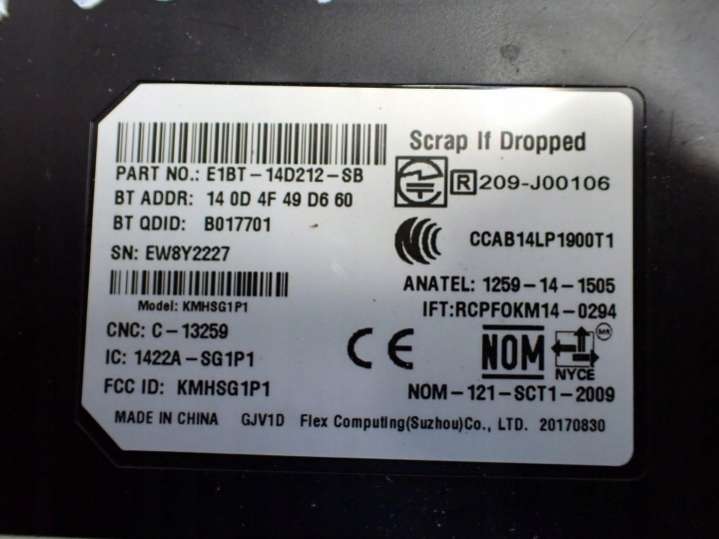 Scrap If Dropped
PART NO.: E1BT-14D212-SB
R 209-J00106
BT ADDR: 14 0D 4F 49 D6 60
BT QDID: B017701
CCAB14LP1900T1
SN: EW8Y2227
ANATEL: 1259-14-1505
Model: KMHSG1P1
IFT:RCPFOKM14-0294
CNC: C-13259
CE
NOM
MR
NYCE
IC: 1422A-SG1P1
FCC ID: KMHSG1P1
NOM-121-SCT1-2009
MADE IN CHINA GJV1D Flex Computing(Suzhou)Co., LTD. 20170830